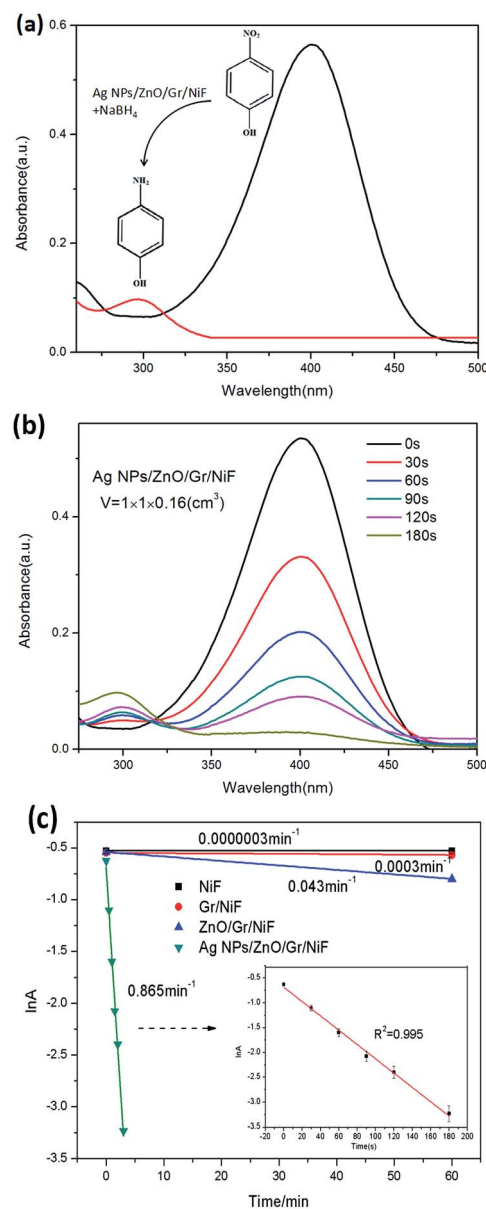 (a)
0.6
0.4
0.2
0.0
Absorbance(a.u.)
NO₂
OH
Ag NPs/ZnO/Gr/NiF
+NaBH₄
NH₂
OH
300
350
400
450
500
Wavelength(nm)
(b)
0.4
0.2
0.0
Absorbance(a.u.)
Ag NPs/ZnO/Gr/NiF
V=1×1×0.16(cm³)
0s
30s
60s
90s
120s
180s
300
350
400
450
500
Wavelength(nm)
(c)
-0.5
-1.0
-1.5
-2.0
-2.5
-3.0
-3.5
lnA
0.0000003min⁻¹
0.0003min⁻¹
0.043min⁻¹
NiF
Gr/NiF
ZnO/Gr/NiF
Ag NPs/ZnO/Gr/NiF
0.865min⁻¹
-0.5
-1.0
-1.5
-2.0
-2.5
-3.0
-3.5
lnA
R²=0.995
-20 0 20 40 60 80 100 120 140 160 180 200
Time(s)
0 10 20 30 40 50 60
Time/min